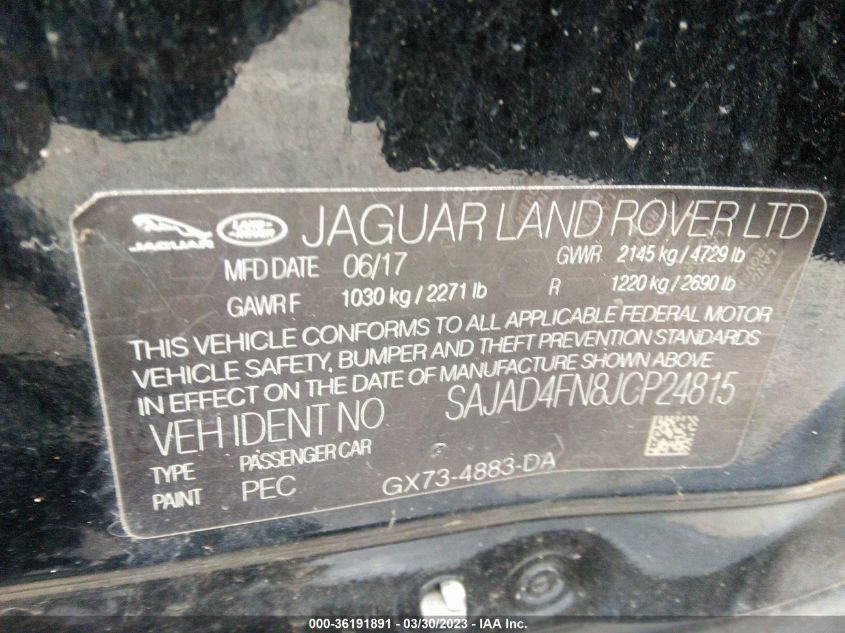 JAGUAR LAND ROVER JAGUAR LAND ROVER LTD
MFD DATE 06/17 GWWR 2145 kg / 4729 lb
GAWR F 1030 kg / 2271 lb R 1220 kg / 2690 lb
THIS VEHICLE CONFORMS TO ALL APPLICABLE FEDERAL MOTOR
VEHICLE SAFETY, BUMPER AND THEFT PREVENTION STANDARDS
IN EFFECT ON THE DATE OF MANUFACTURE SHOWN ABOVE.
VEH IDENT NO SAJAD4FN8JCP24815
TYPE PASSENGER CAR
PAINT PEC GX73-4883-DA
000-36191891 - 03/30/2023 - IAA Inc.